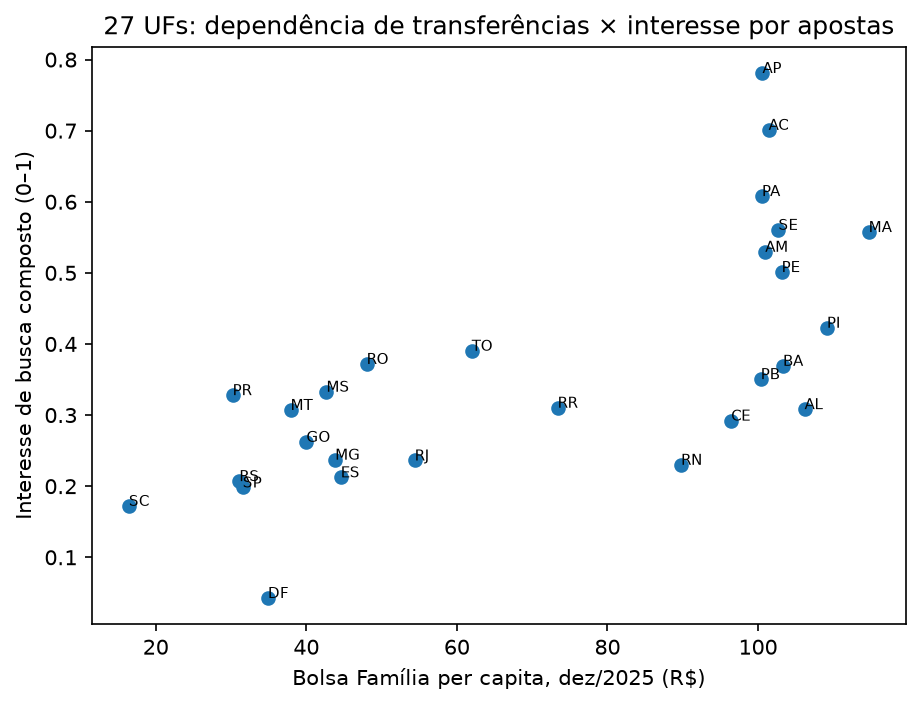 27 UFs: dependência de transferências × interesse por apostas
Interesse de busca composto (0–1)
0.8
0.7
0.6
0.5
0.4
0.3
0.2
0.1
AP
AC
PA
SE
MA
AM
PE
PI
TO
RO
BA
PB
MS
PR
MT
RR
AL
CE
GO
MG
RJ
RN
ES
RS
SP
SC
DF
20
40
60
80
100
Bolsa Família per capita, dez/2025 (R$)